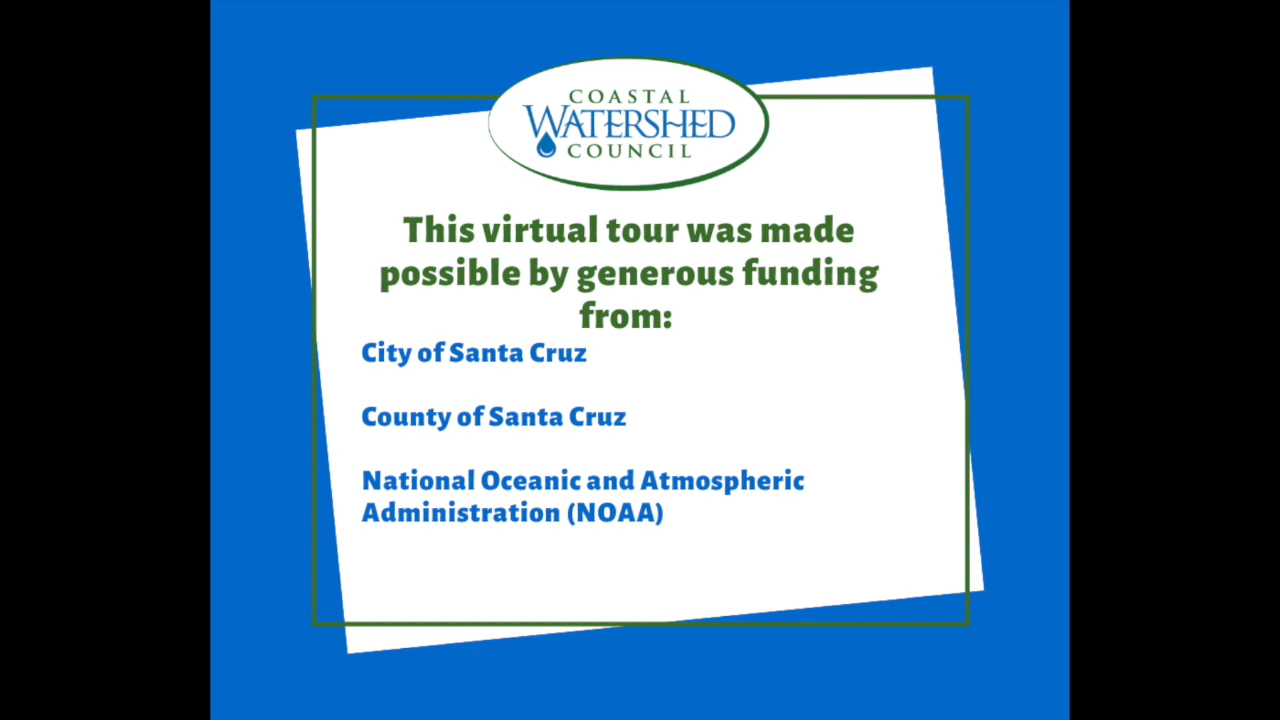 COASTAL
WATERSHED
COUNCIL
This virtual tour was made
possible by generous funding
from:
City of Santa Cruz
County of Santa Cruz
National Oceanic and Atmospheric
Administration (NOAA)